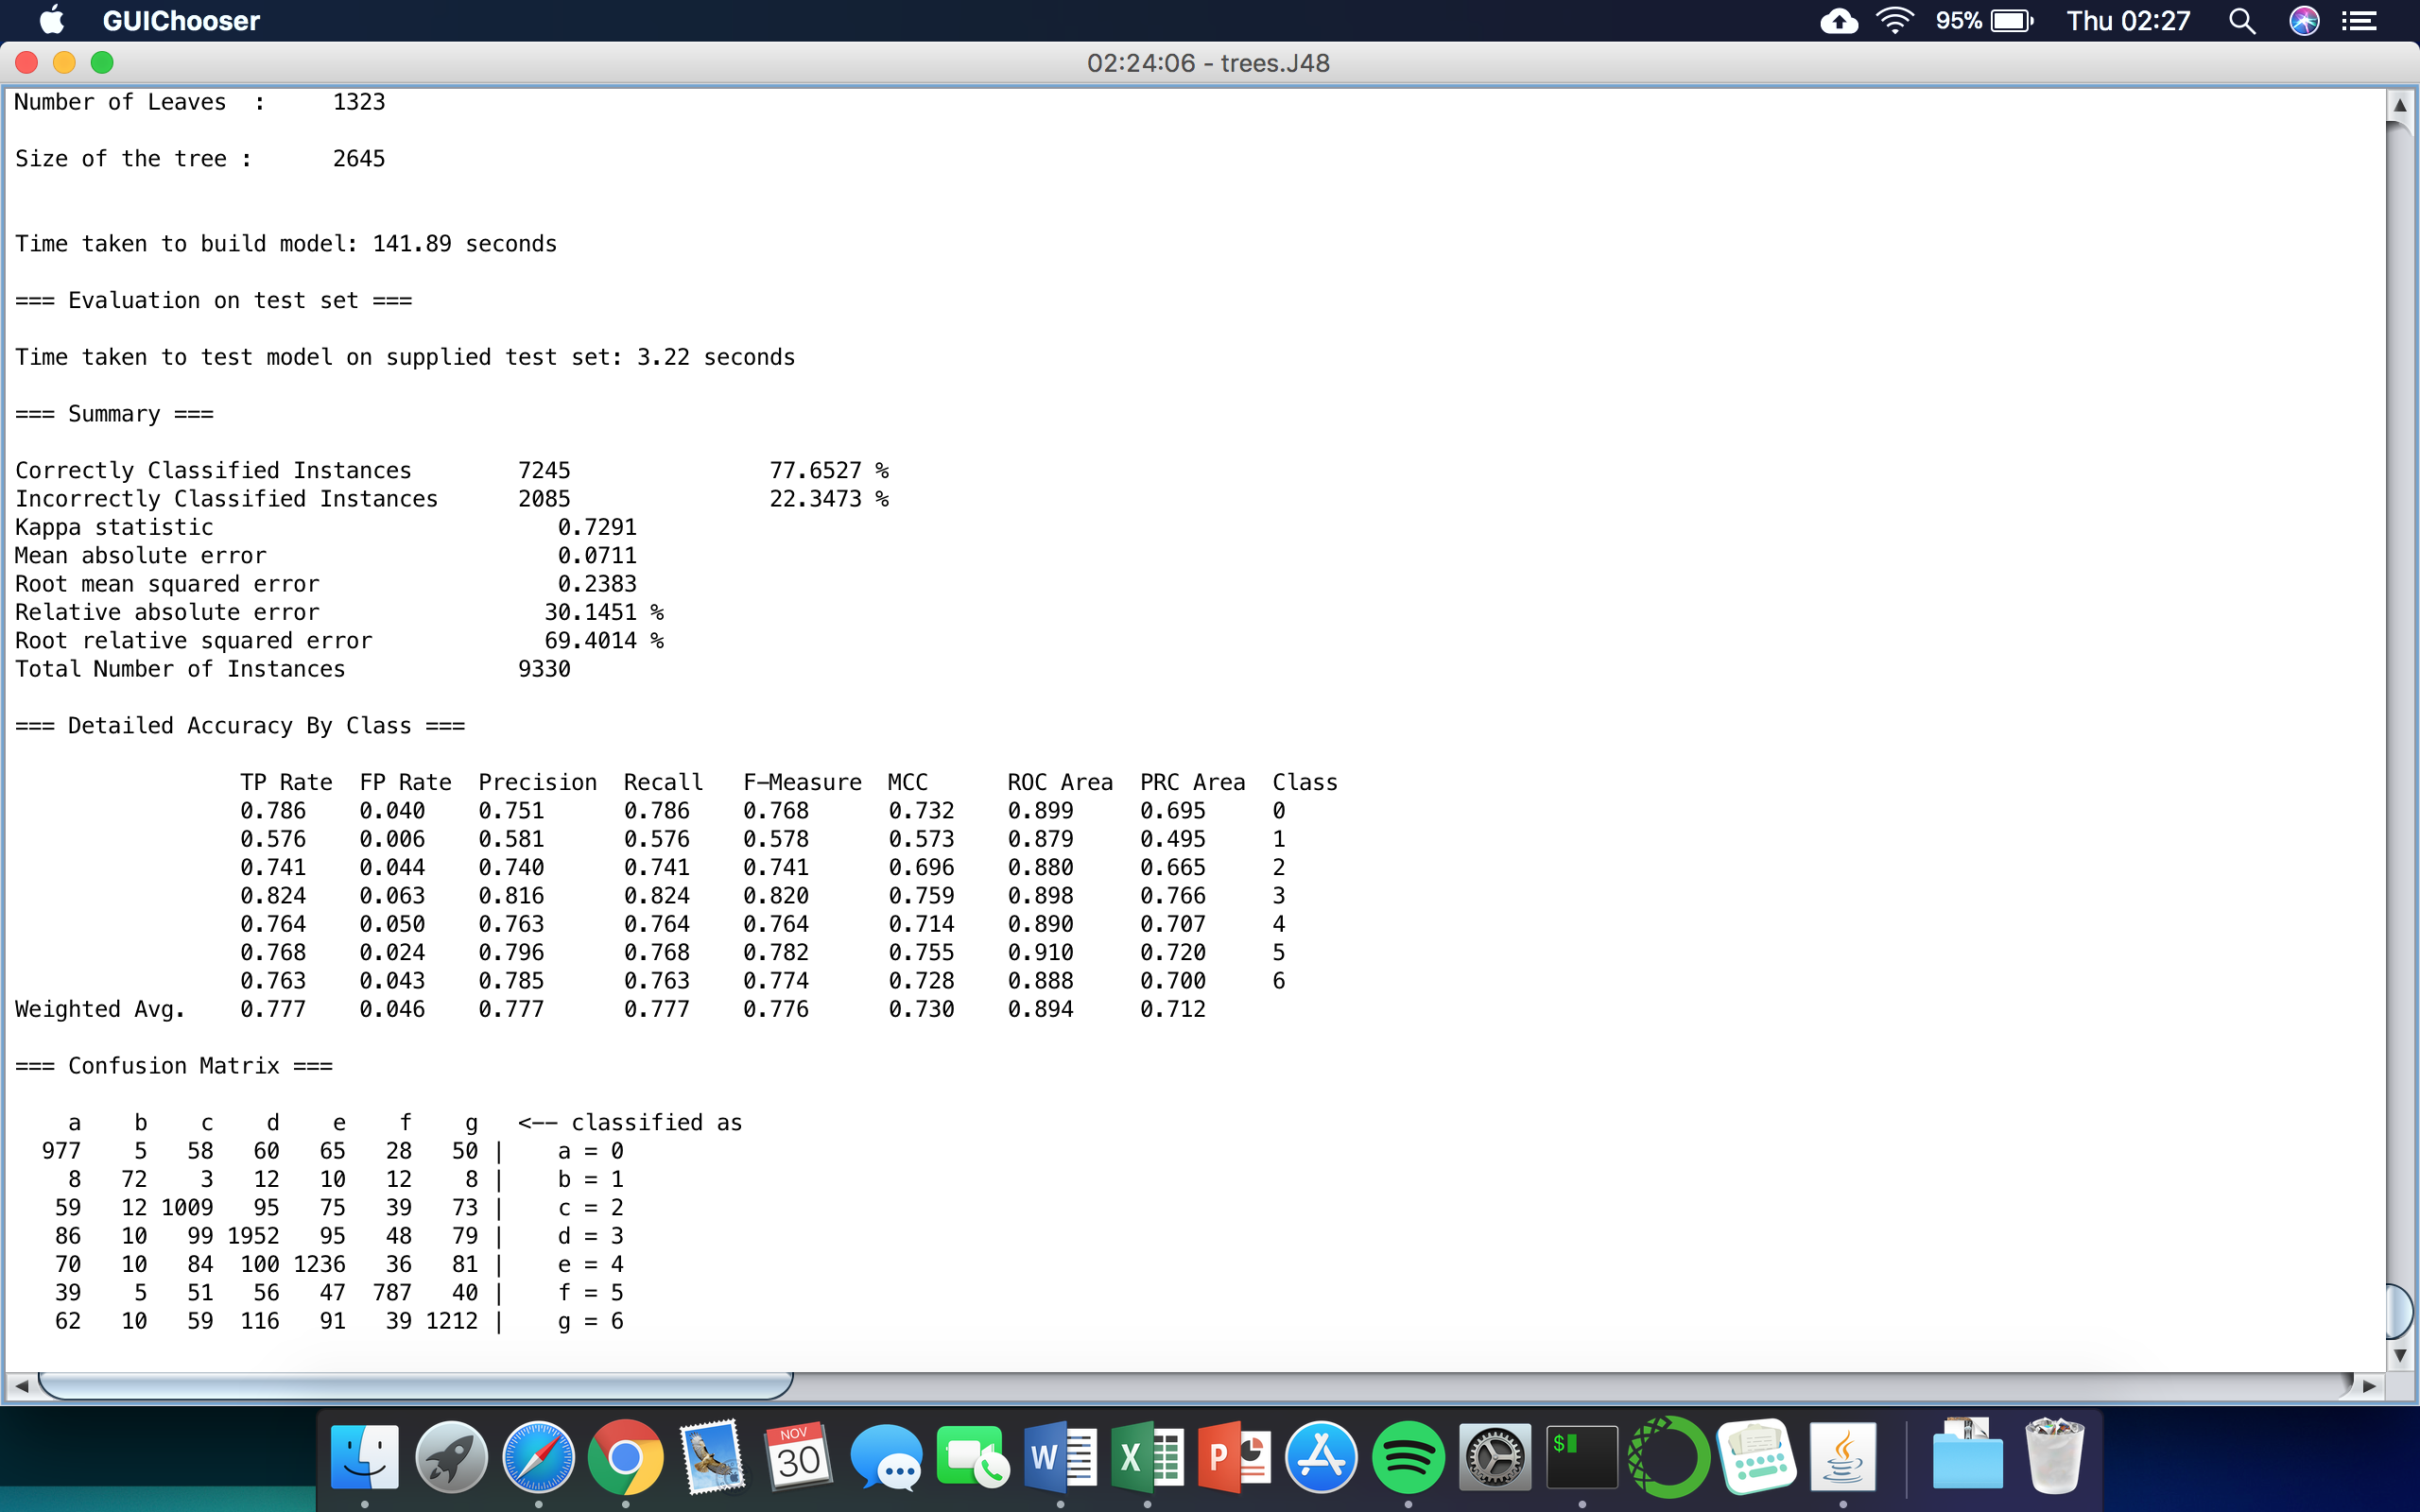 GUIChooser 95% Thu 02:27
02:24:06 - trees.J48
Number of Leaves : 1323
Size of the tree : 2645
Time taken to build model: 141.89 seconds
=== Evaluation on test set ===
Time taken to test model on supplied test set: 3.22 seconds
=== Summary ===
Correctly Classified Instances 7245 77.6527 %
Incorrectly Classified Instances 2085 22.3473 %
Kappa statistic 0.7291
Mean absolute error 0.0711
Root mean squared error 0.2383
Relative absolute error 30.1451 %
Root relative squared error 69.4014 %
Total Number of Instances 9330
=== Detailed Accuracy By Class ===
TP Rate FP Rate Precision Recall F-Measure MCC ROC Area PRC Area Class
0.786 0.040 0.751 0.786 0.768 0.732 0.899 0.695 0
0.576 0.006 0.581 0.576 0.578 0.573 0.879 0.495 1
0.741 0.044 0.740 0.741 0.741 0.696 0.880 0.665 2
0.824 0.063 0.816 0.824 0.820 0.759 0.898 0.766 3
0.764 0.050 0.763 0.764 0.764 0.714 0.890 0.707 4
0.768 0.024 0.796 0.768 0.782 0.755 0.910 0.720 5
0.763 0.043 0.785 0.763 0.774 0.728 0.888 0.700 6
Weighted Avg. 0.777 0.046 0.777 0.777 0.776 0.730 0.894 0.712
=== Confusion Matrix ===
a b c d e f g <-- classified as
977 5 58 60 65 28 50 | a = 0
8 72 3 12 10 12 8 | b = 1
59 12 1009 95 75 39 73 | c = 2
86 10 99 1952 95 48 79 | d = 3
70 10 84 100 1236 36 81 | e = 4
39 5 51 56 47 787 40 | f = 5
62 10 59 116 91 39 1212 | g = 6
NOV
30
W
X
P
$